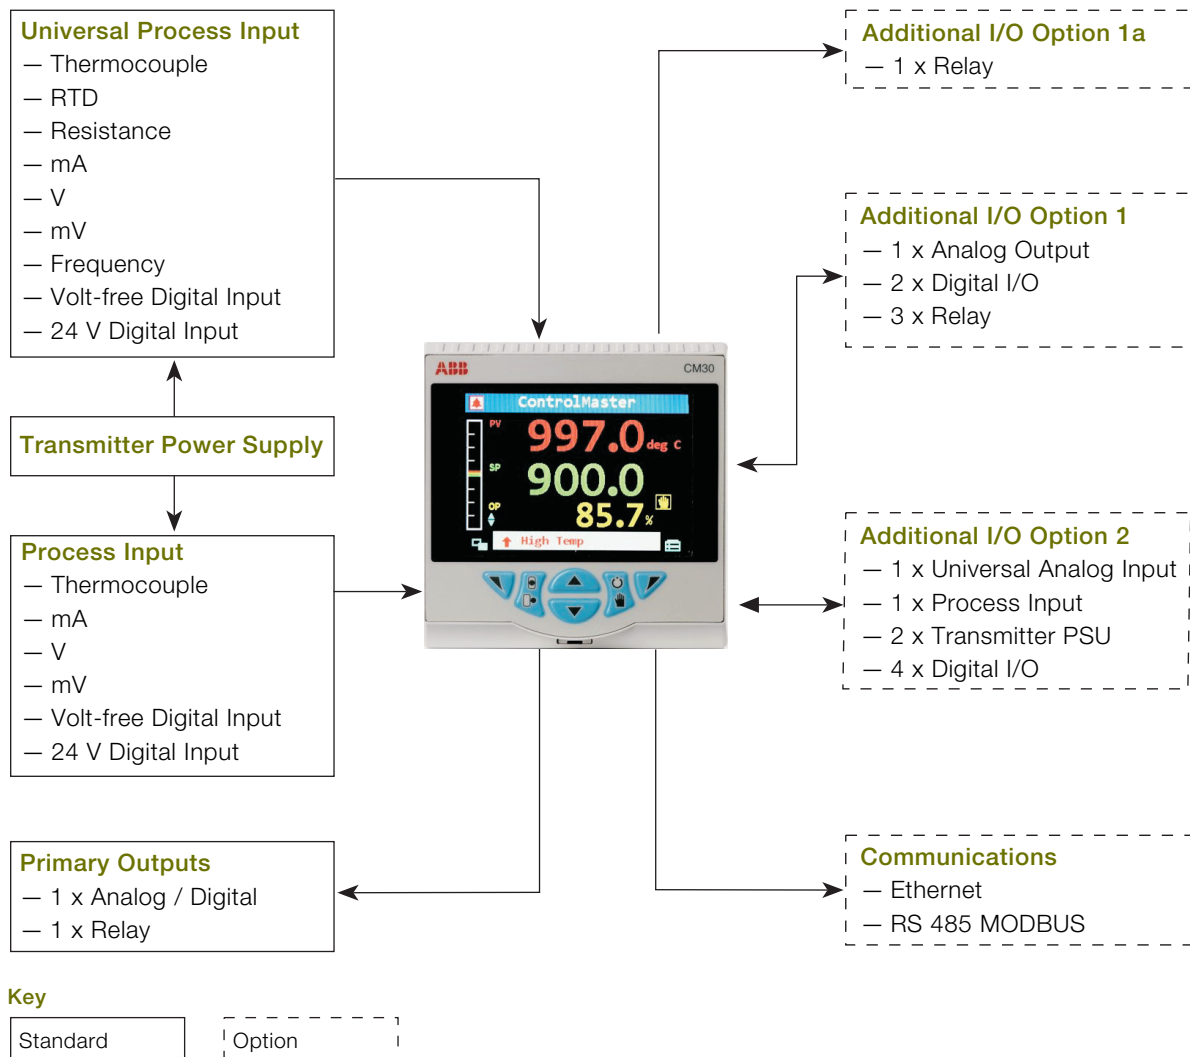 Universal Process Input
— Thermocouple
— RTD
— Resistance
— mA
— V
— mV
— Frequency
— Volt-free Digital Input
— 24 V Digital Input
Transmitter Power Supply
Process Input
— Thermocouple
— mA
— V
— mV
— Volt-free Digital Input
— 24 V Digital Input
Primary Outputs
— 1 x Analog / Digital
— 1 x Relay
ABB
CM30
ControlMaster
PV
997.0 deg C
SP
900.0
OP
85.7 %
High Temp
Additional I/O Option 1a
— 1 x Relay
Additional I/O Option 1
— 1 x Analog Output
— 2 x Digital I/O
— 3 x Relay
Additional I/O Option 2
— 1 x Universal Analog Input
— 1 x Process Input
— 2 x Transmitter PSU
— 4 x Digital I/O
Communications
— Ethernet
— RS 485 MODBUS
Key
Standard
Option